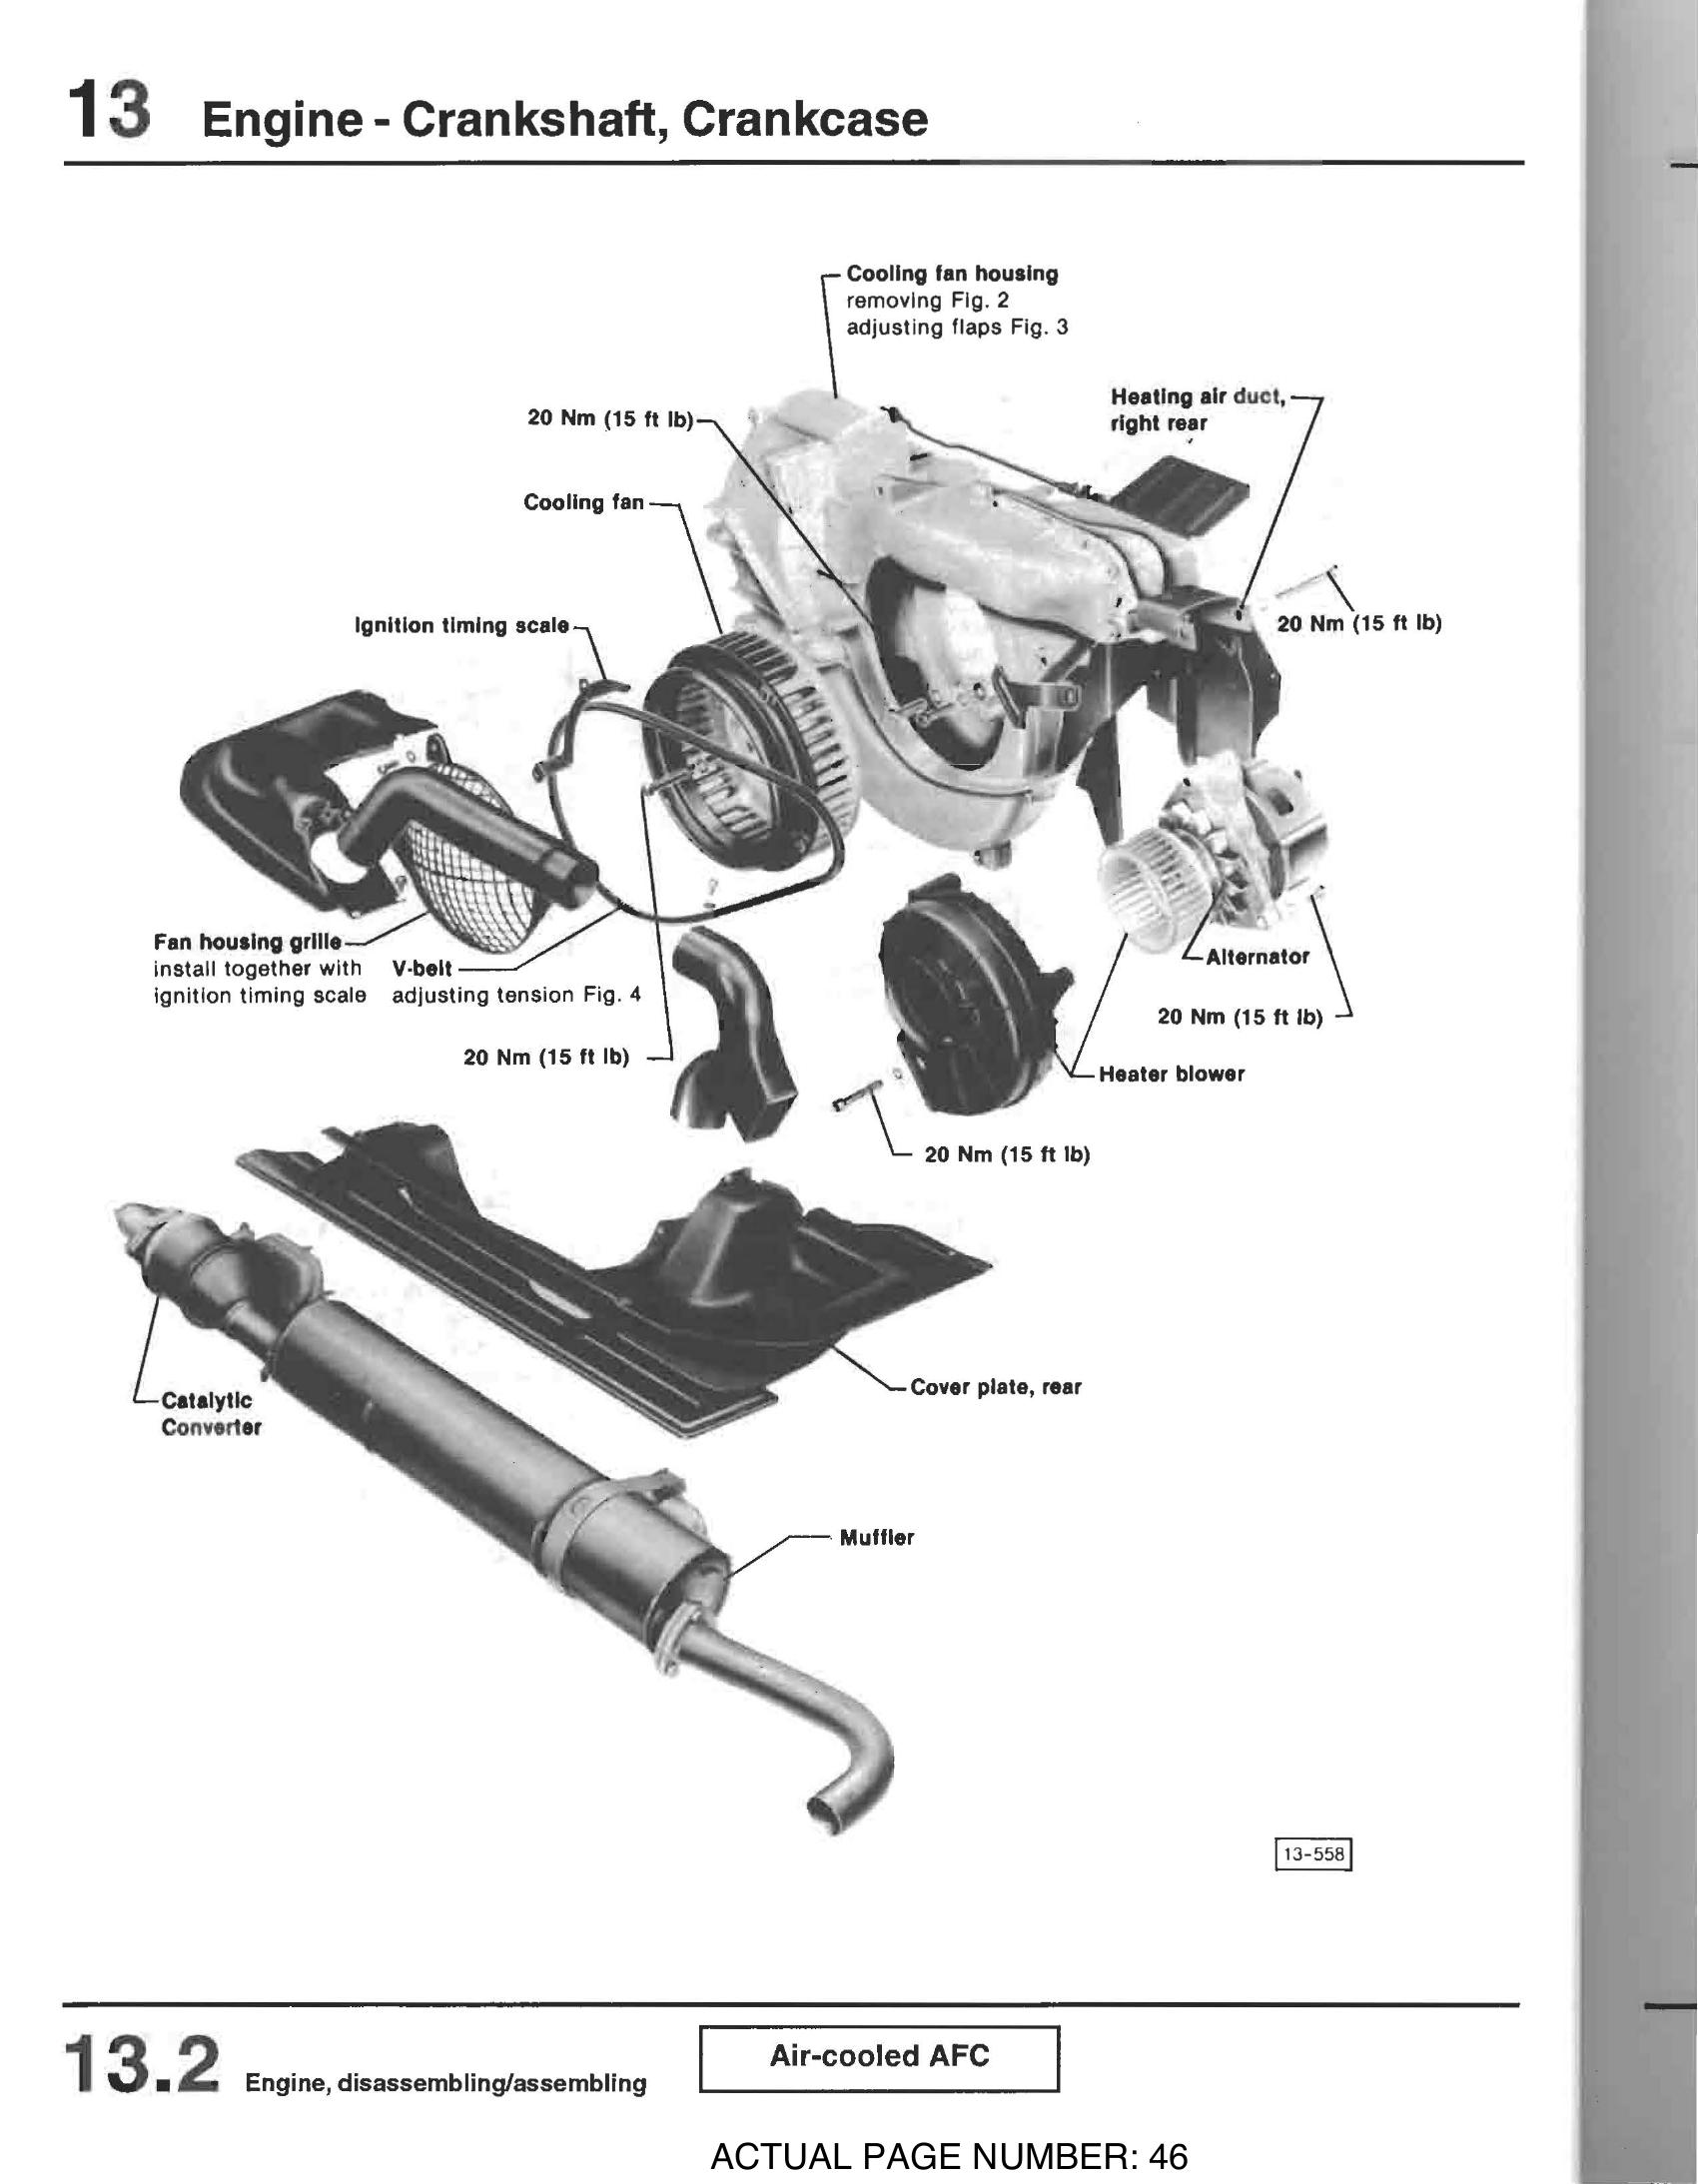 13 Engine - Crankshaft, Crankcase
Cooling fan housing
removing Fig. 2
adjusting flaps Fig. 3
Heating air duct,
right rear
20 Nm (15 ft lb)
Cooling fan
20 Nm (15 ft lb)
Ignition timing scale
Fan housing grille
install together with
ignition timing scale
V-belt
adjusting tension Fig. 4
Alternator
20 Nm (15 ft lb)
20 Nm (15 ft lb)
Heater blower
20 Nm (15 ft lb)
Cover plate, rear
Catalytic
Converter
Muffler
13-558
13.2 Engine, disassembling/assembling
Air-cooled AFC
ACTUAL PAGE NUMBER: 46